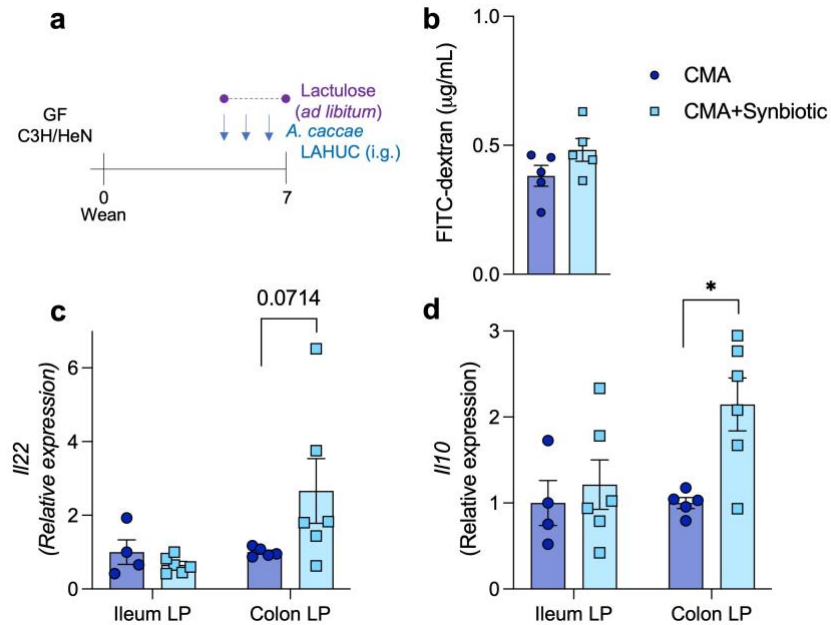 a
GF
C3H/HeN
Lactulose
(ad libitum)
A. caccae
LAHUC (i.g.)
0
7
Wean
b
FITC-dextran (µg/mL)
1.0
0.5
0.0
CMA
CMA+Synbiotic
c
Il22
(Relative expression)
0.0714
6
4
2
0
Ileum LP
Colon LP
d
Il10
(Relative expression)
*
3
2
1
0
Ileum LP
Colon LP